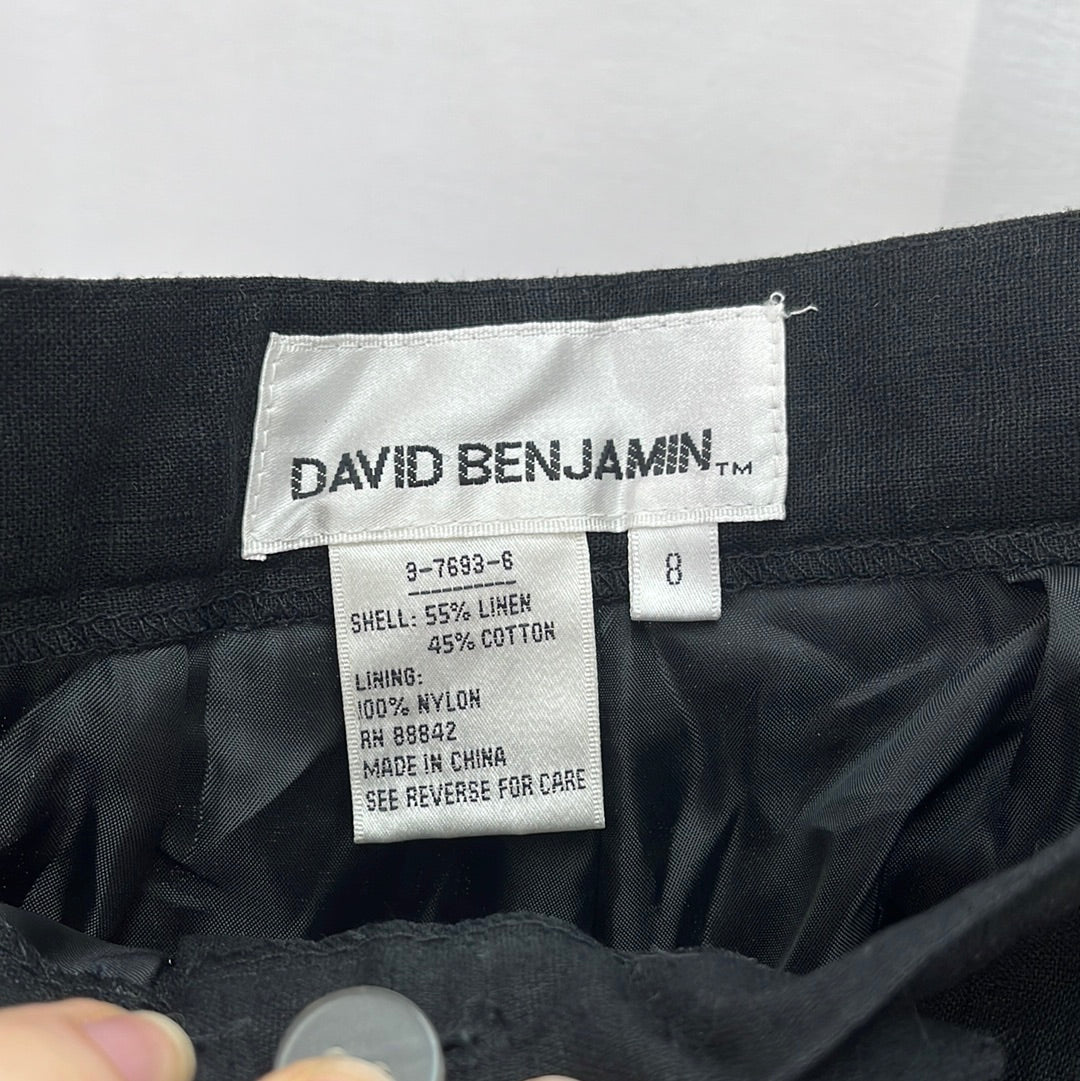 DAVID BENJAMIN™
9-7693-6
8
SHELL: 55% LINEN
45% COTTON
LINING:
100% NYLON
RN 88842
MADE IN CHINA
SEE REVERSE FOR CARE